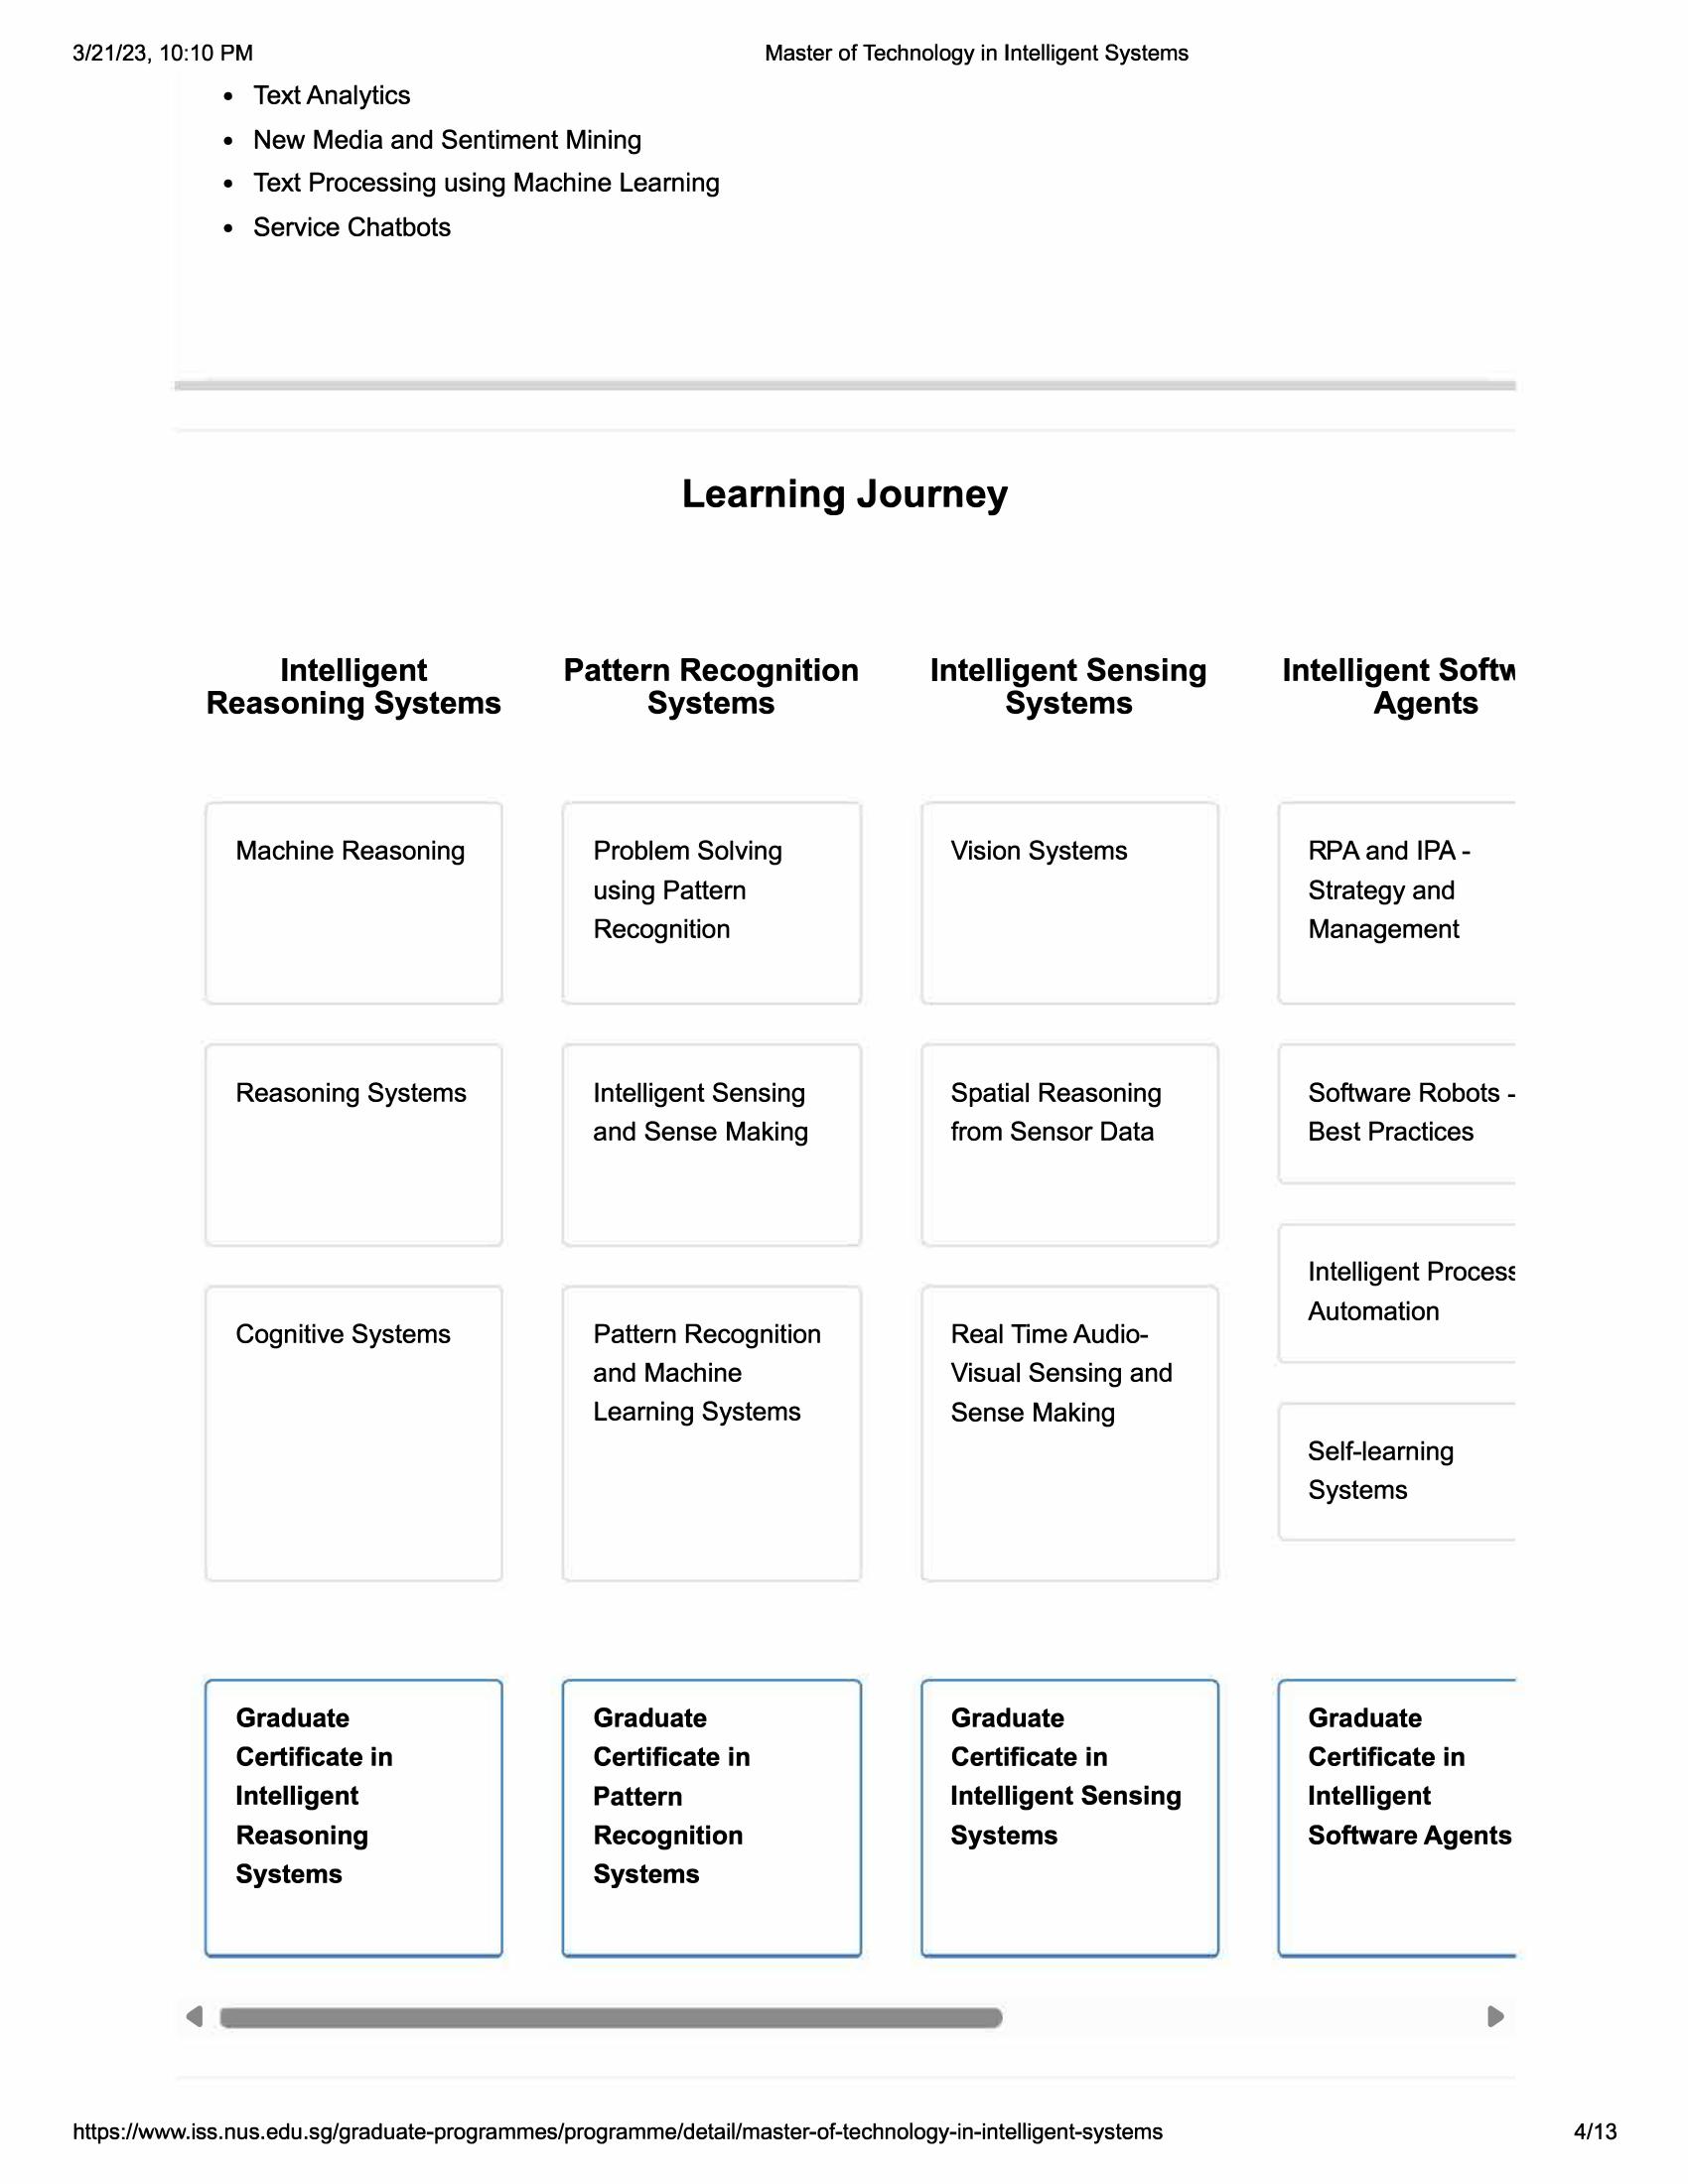 3/21/23, 10:10 PM
Master of Technology in Intelligent Systems
• Text Analytics
• New Media and Sentiment Mining
• Text Processing using Machine Learning
• Service Chatbots
Learning Journey
Intelligent
Reasoning Systems
Pattern Recognition
Systems
Intelligent Sensing
Systems
Intelligent Softw
Agents
Machine Reasoning
Problem Solving
using Pattern
Recognition
Vision Systems
RPA and IPA -
Strategy and
Management
Reasoning Systems
Intelligent Sensing
and Sense Making
Spatial Reasoning
from Sensor Data
Software Robots -
Best Practices
Intelligent Process
Automation
Cognitive Systems
Pattern Recognition
and Machine
Learning Systems
Real Time Audio-
Visual Sensing and
Sense Making
Self-learning
Systems
Graduate
Certificate in
Intelligent
Reasoning
Systems
Graduate
Certificate in
Pattern
Recognition
Systems
Graduate
Certificate in
Intelligent Sensing
Systems
Graduate
Certificate in
Intelligent
Software Agents
https://www.iss.nus.edu.sg/graduate-programmes/programme/detail/master-of-technology-in-intelligent-systems
4/13